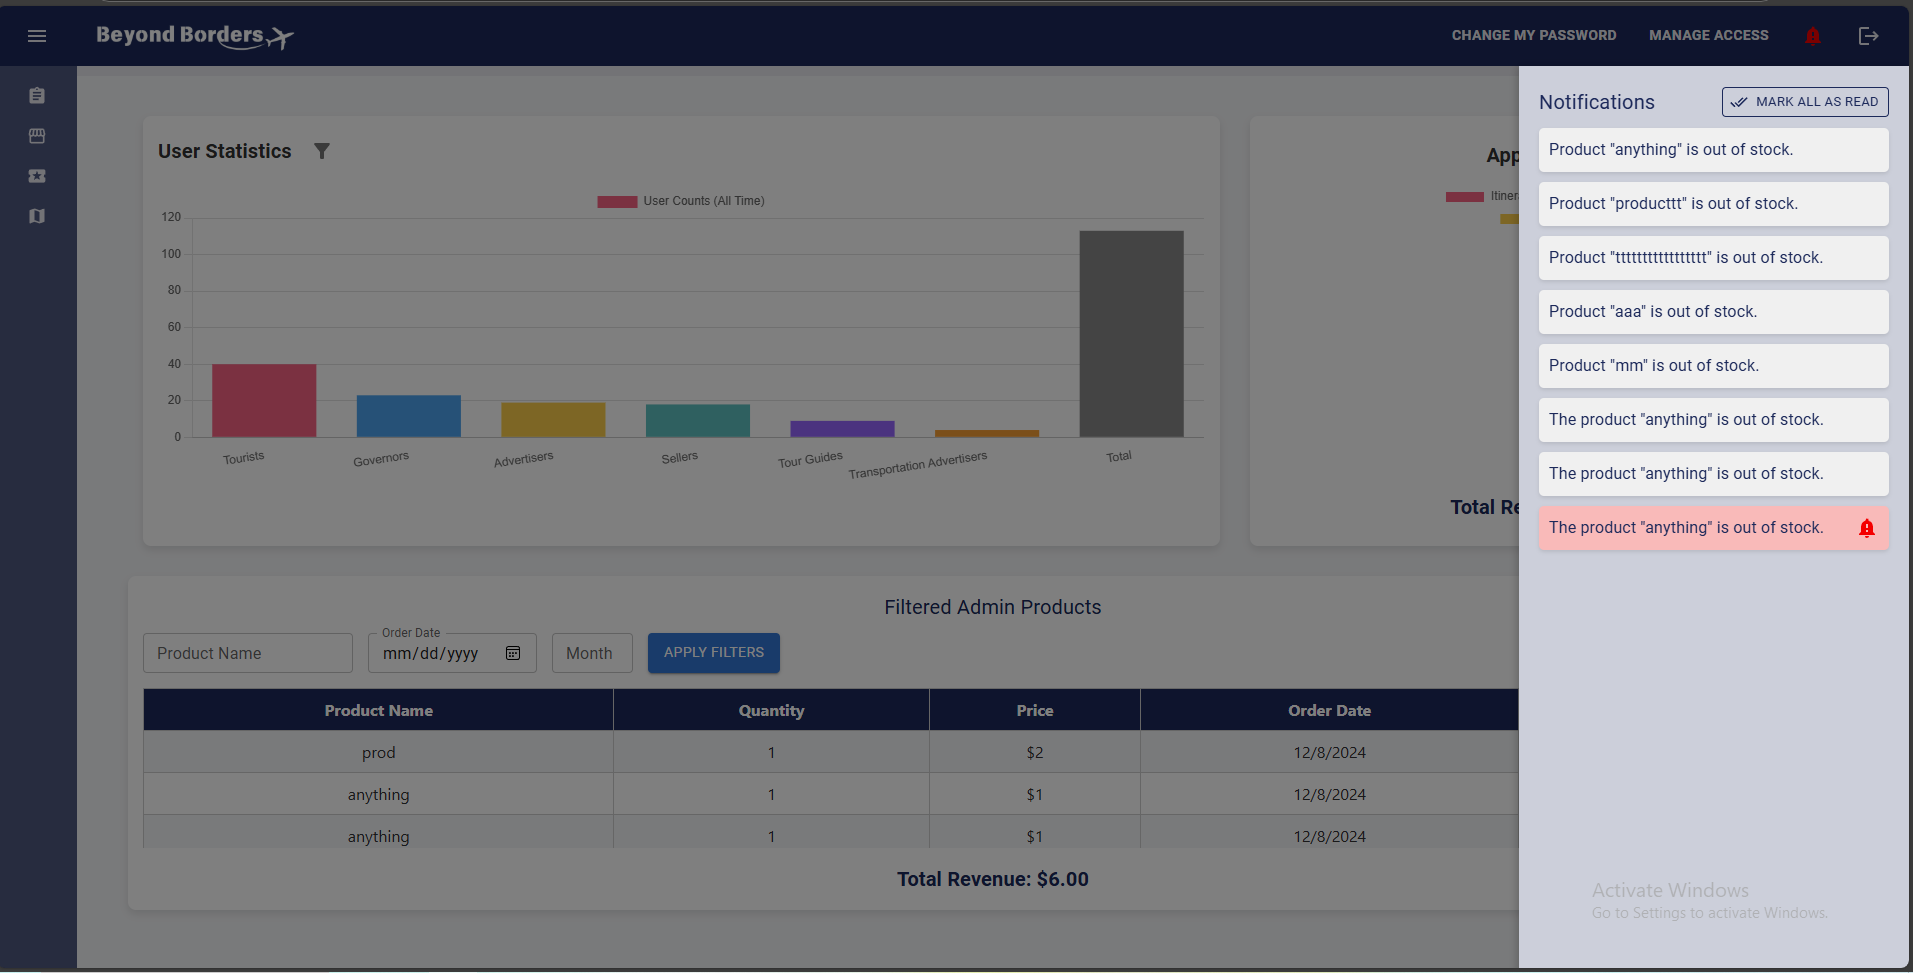 Beyond Borders
CHANGE MY PASSWORD
MANAGE ACCESS
User Statistics
User Counts (All Time)
120
100
80
60
40
20
0
Tourists
Governors
Advertisers
Sellers
Tour Guides
Transportation Advertisers
Total
App
Itiner
Total Re
Notifications
MARK ALL AS READ
Product "anything" is out of stock.
Product "producttt" is out of stock.
Product "ttttttttttttttttt" is out of stock.
Product "aaa" is out of stock.
Product "mm" is out of stock.
The product "anything" is out of stock.
The product "anything" is out of stock.
The product "anything" is out of stock.
Filtered Admin Products
Product Name
Order Date
mm/dd/yyyy
Month
APPLY FILTERS
Product Name Quantity Price Order Date
prod 1 $2 12/8/2024
anything 1 $1 12/8/2024
anything 1 $1 12/8/2024
Total Revenue: $6.00
Activate Windows
Go to Settings to activate Windows.